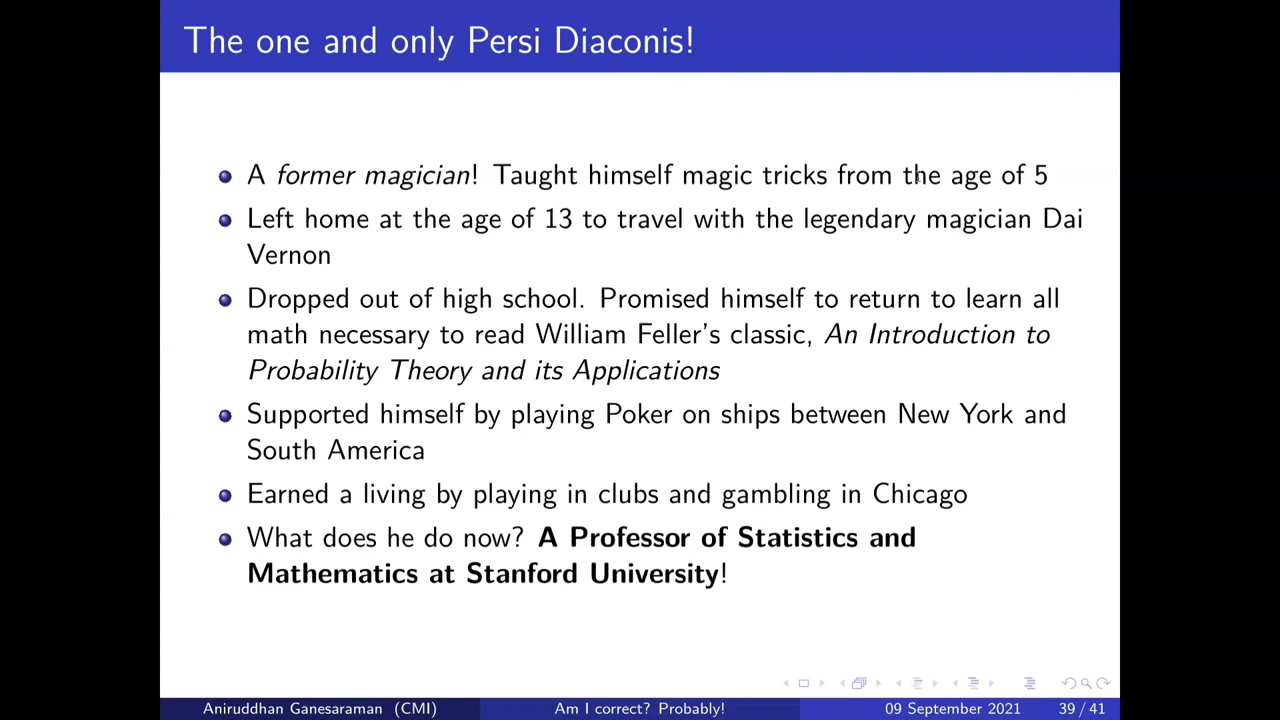 The one and only Persi Diaconis!
A former magician! Taught himself magic tricks from the age of 5
Left home at the age of 13 to travel with the legendary magician Dai
Vernon
Dropped out of high school. Promised himself to return to learn all
math necessary to read William Feller's classic, An Introduction to
Probability Theory and its Applications
Supported himself by playing Poker on ships between New York and
South America
Earned a living by playing in clubs and gambling in Chicago
What does he do now? A Professor of Statistics and
Mathematics at Stanford University!
Aniruddhan Ganesaraman (CMI) Am I correct? Probably! 09 September 2021 39 / 41